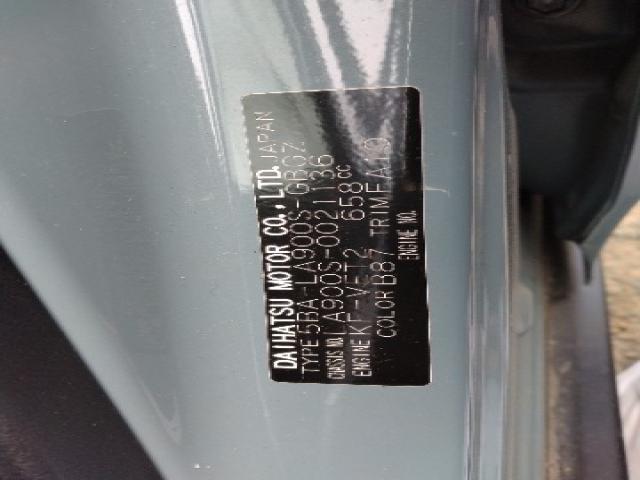 DAIHATSU MOTOR CO., LTD. JAPAN
TYPE 5BA-LA900S-GBGZ
CHASSIS NO. LA900S-0021136
ENGINE KF-VET2 658cc
COLOR B87 TRIM FA19
ENGINE NO.